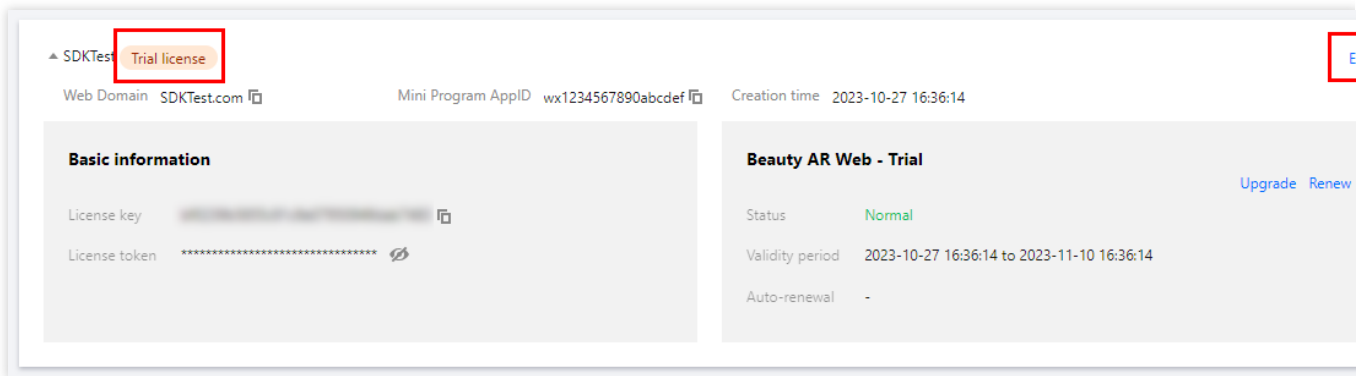 SDKTest Trial license E
Web Domain SDKTest.com Mini Program AppID wx1234567890abcdef Creation time 2023-10-27 16:36:14
Basic information
License key
License token ********************************
Beauty AR Web - Trial
Upgrade Renew
Status Normal
Validity period 2023-10-27 16:36:14 to 2023-11-10 16:36:14
Auto-renewal -